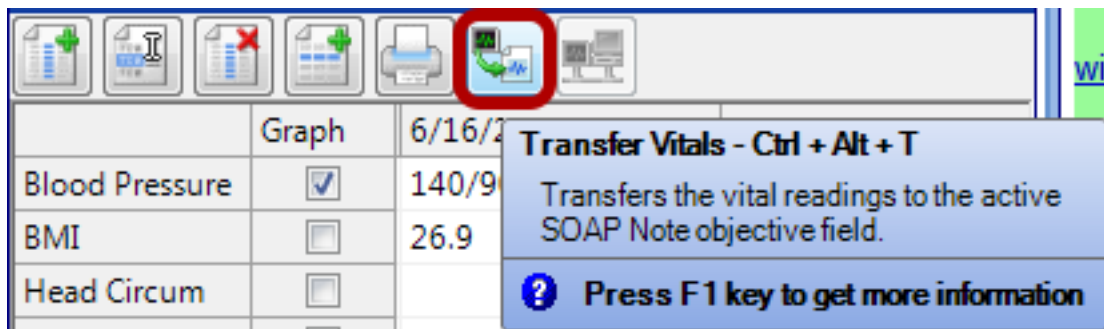 wi
Graph 6/16/2
Transfer Vitals - Ctrl + Alt + T
Blood Pressure 140/9
Transfers the vital readings to the active
SOAP Note objective field.
BMI 26.9
Head Circum
Press F1 key to get more information